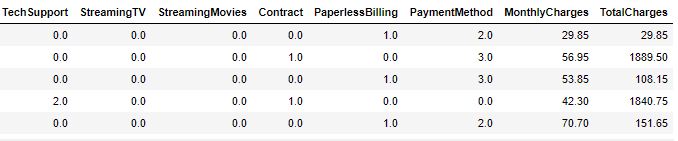 TechSupport StreamingTV StreamingMovies Contract PaperlessBilling PaymentMethod MonthlyCharges TotalCharges
0.0 0.0 0.0 0.0 1.0 2.0 29.85 29.85
0.0 0.0 0.0 1.0 0.0 3.0 56.95 1889.50
0.0 0.0 0.0 0.0 1.0 3.0 53.85 108.15
2.0 0.0 0.0 1.0 0.0 0.0 42.30 1840.75
0.0 0.0 0.0 0.0 1.0 2.0 70.70 151.65